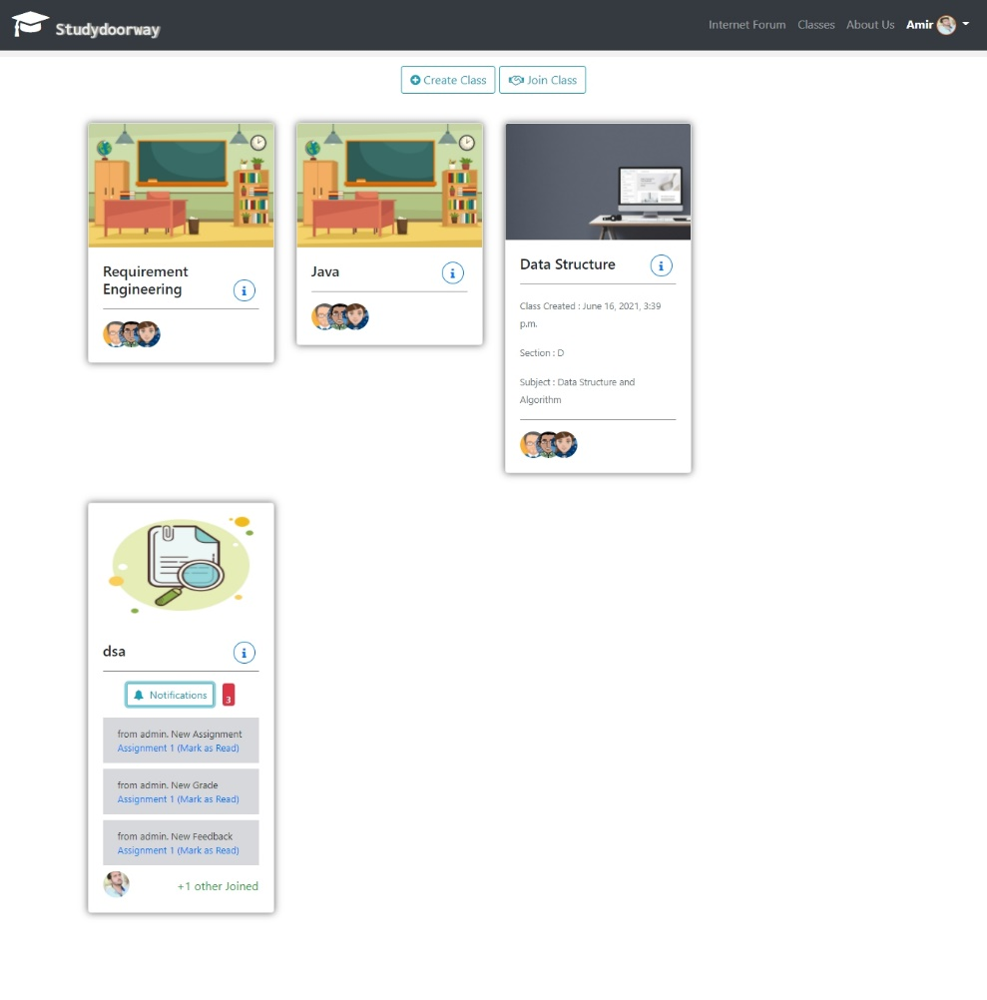 Studydoorway
Internet Forum
Classes
About Us
Amir
Create Class
Join Class
Requirement
Engineering
Java
Data Structure
Class Created : June 16, 2021, 3:39
p.m.
Section : D
Subject : Data Structure and
Algorithm
dsa
Notifications
3
from admin. New Assignment
Assignment 1 (Mark as Read)
from admin. New Grade
Assignment 1 (Mark as Read)
from admin. New Feedback
Assignment 1 (Mark as Read)
+1 other Joined